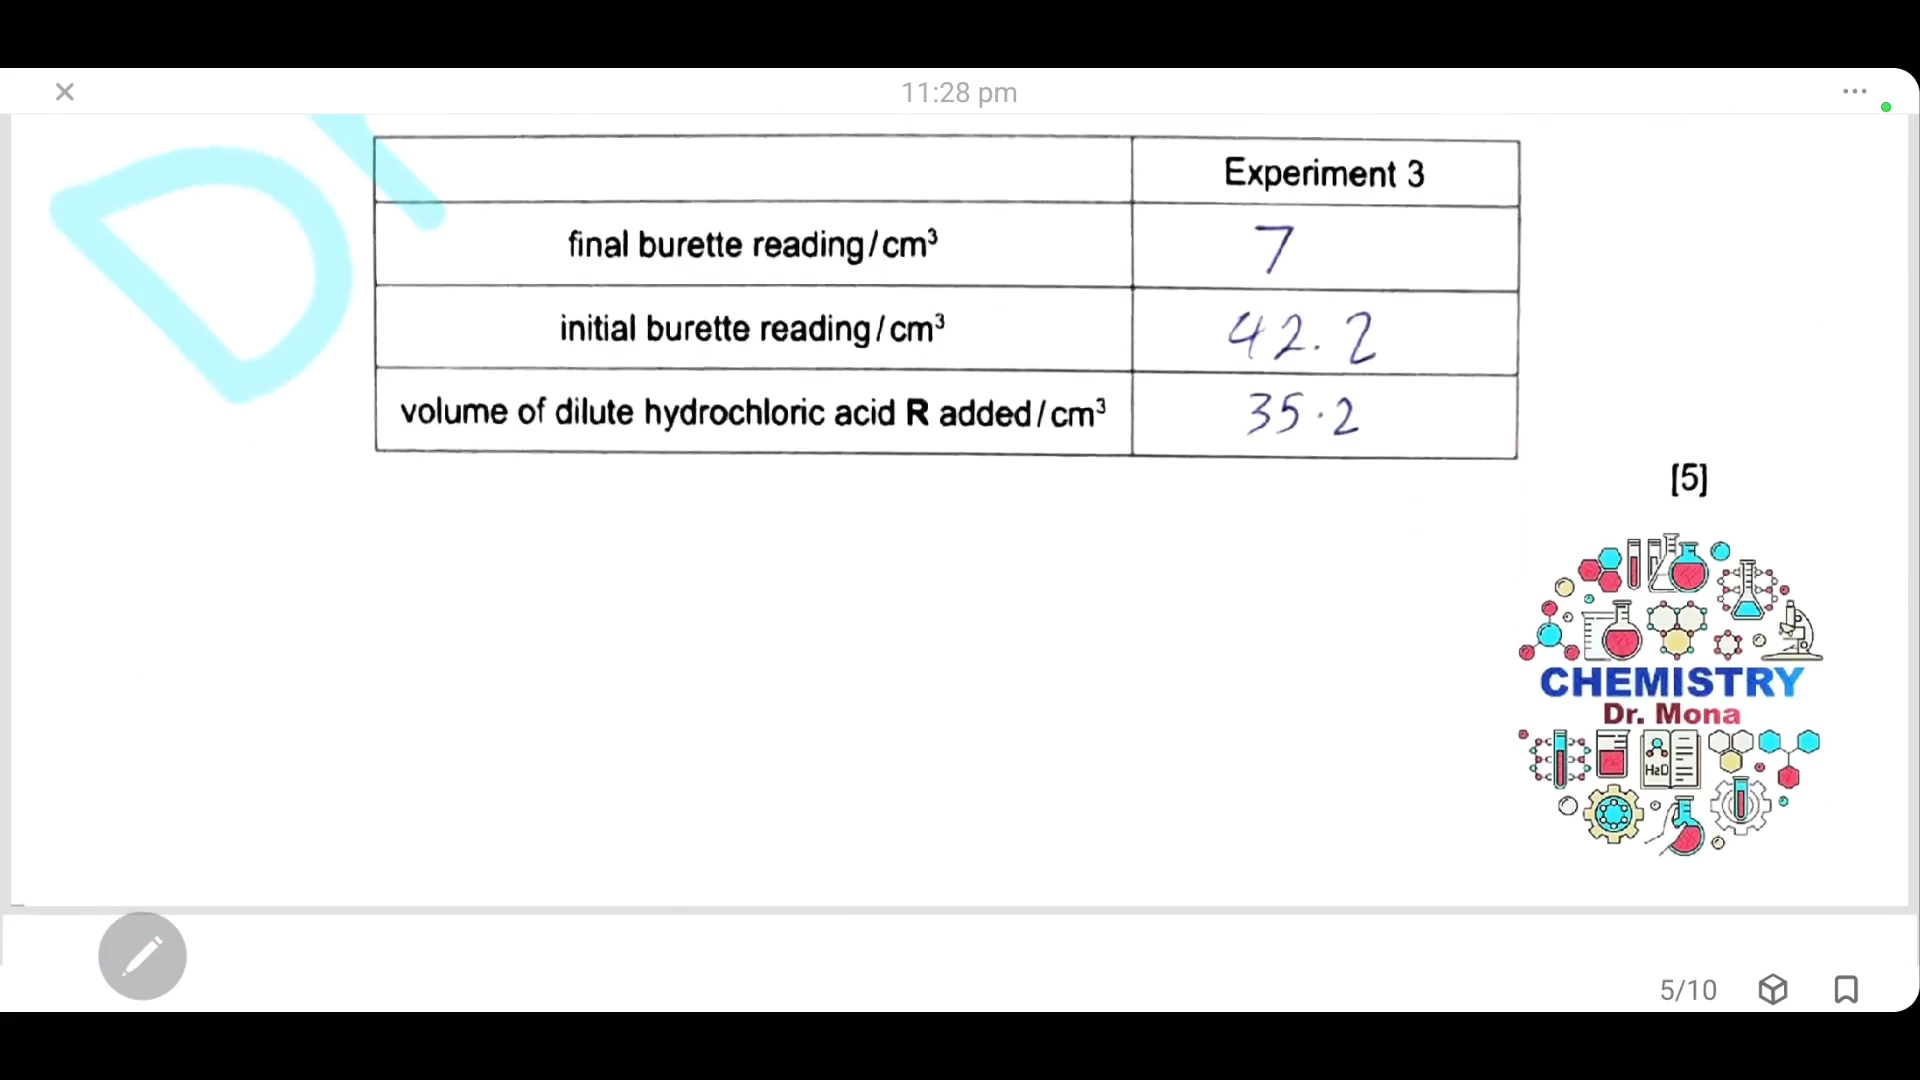 11:28 pm
Experiment 3
final burette reading/cm³ 7
initial burette reading/cm³ 42.2
volume of dilute hydrochloric acid R added/cm³ 35.2
[5]
CHEMISTRY
Dr. Mona
H₂O
5/10